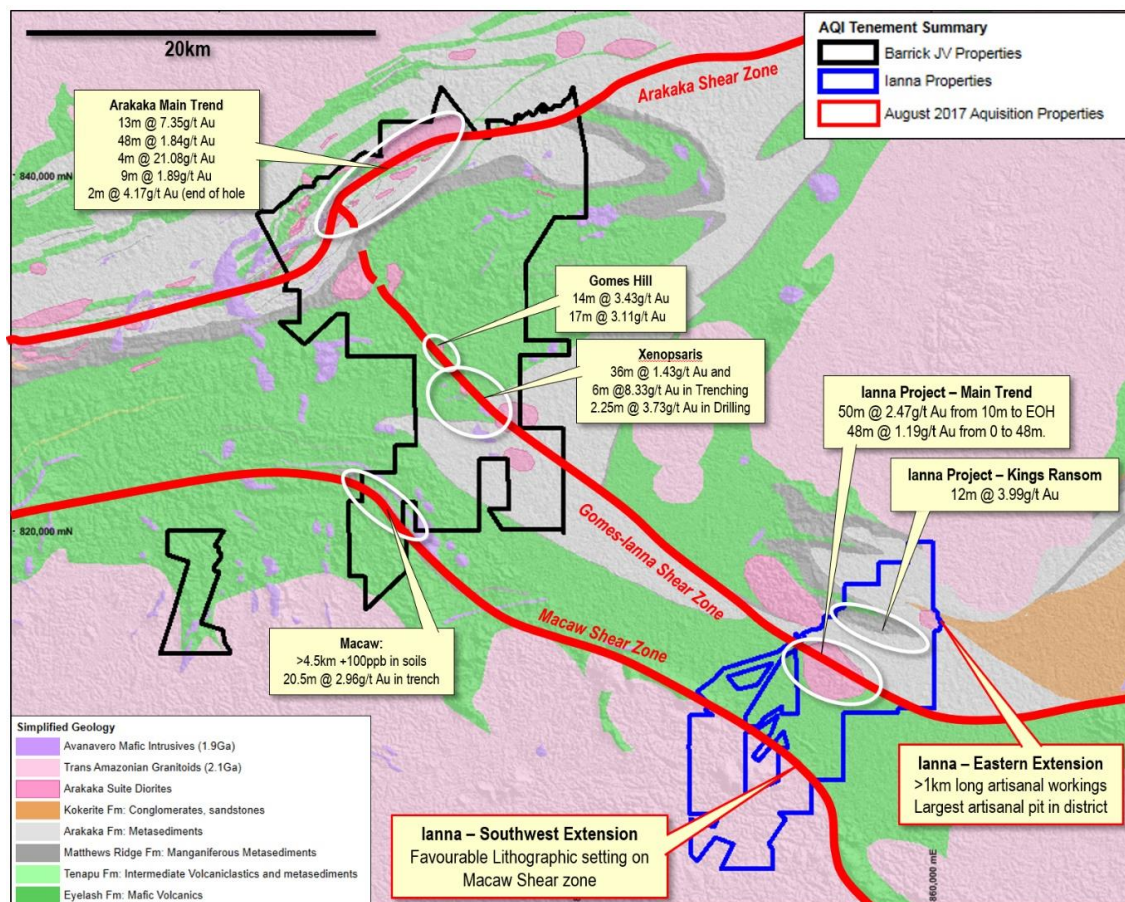 20km
AQI Tenement Summary
Barrick JV Properties
Ianna Properties
August 2017 Aquisition Properties
Arakaka Shear Zone
Arakaka Main Trend
13m @ 7.35g/t Au
48m @ 1.84g/t Au
4m @ 21.08g/t Au
9m @ 1.89g/t Au
2m @ 4.17g/t Au (end of hole
840,000 mN
Gomes Hill
14m @ 3.43g/t Au
17m @ 3.11g/t Au
Xenopsaris
36m @ 1.43g/t Au and
6m @8.33g/t Au in Trenching
2.25m @ 3.73g/t Au in Drilling
Ianna Project – Main Trend
50m @ 2.47g/t Au from 10m to EOH
48m @ 1.19g/t Au from 0 to 48m.
Ianna Project – Kings Ransom
12m @ 3.99g/t Au
820,000 mN
Gomes-Ianna Shear Zone
Macaw Shear Zone
Macaw:
>4.5km +100ppb in soils
20.5m @ 2.96g/t Au in trench
Simplified Geology
Avanavero Mafic Intrusives (1.9Ga)
Trans Amazonian Granitoids (2.1Ga)
Arakaka Suite Diorites
Kokerite Fm: Conglomerates, sandstones
Arakaka Fm: Metasediments
Matthews Ridge Fm: Manganiferous Metasediments
Tenapu Fm: Intermediate Volcaniclastics and metasediments
Eyelash Fm: Mafic Volcanics
Ianna – Southwest Extension
Favourable Lithographic setting on
Macaw Shear zone
Ianna – Eastern Extension
>1km long artisanal workings
Largest artisanal pit in district
860,000 mE